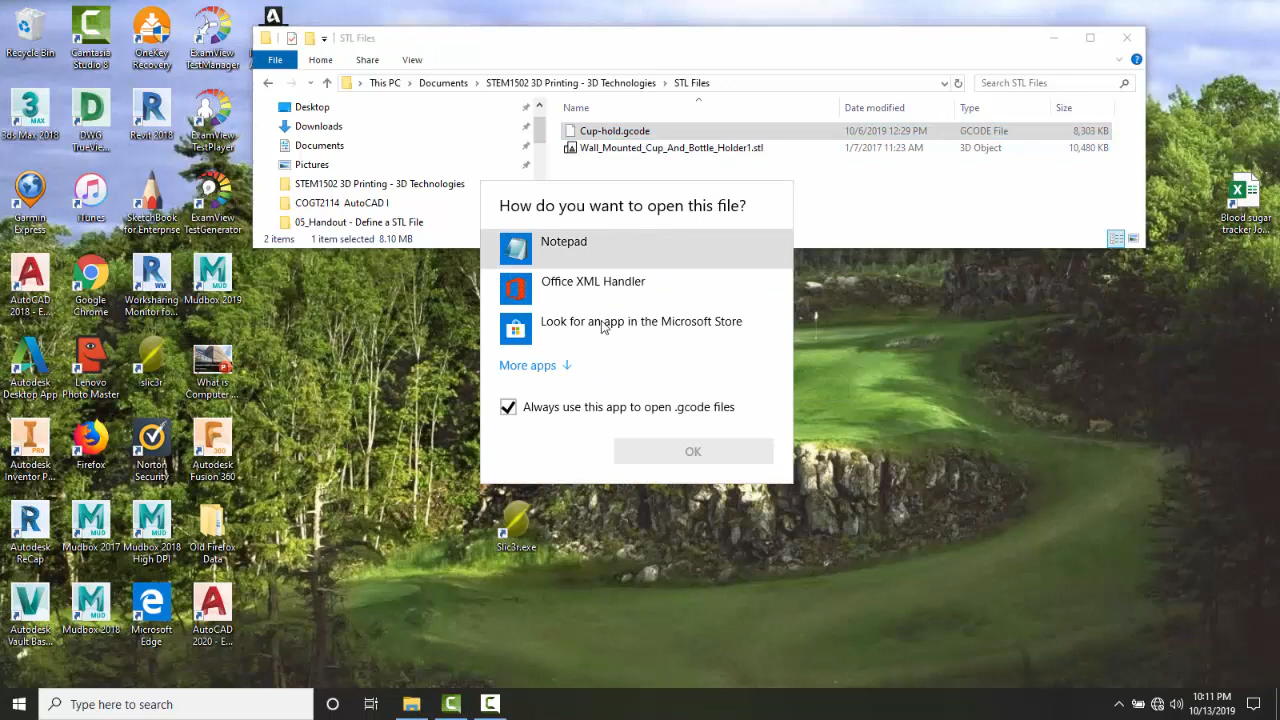 Recycle Bin
Camtasia Studio 8
OneKey Recovery
ExamView TestManager
3ds Max 2018
DWG TrueView...
Revit 2018
ExamView TestPlayer
Garmin Express
iTunes
SketchBook for Enterprise
ExamView TestGenerator
AutoCAD 2018 - E...
Google Chrome
Worksharing Monitor fo...
Mudbox 2019
Autodesk Desktop App
Lenovo Photo Master
slic3r
What is Computer ...
Autodesk Inventor P...
Firefox
Norton Security
Autodesk Fusion 360
Autodesk ReCap
Mudbox 2017
Mudbox 2018 High DPI
Old Firefox Data
Autodesk Vault Bas...
Mudbox 2018
Microsoft Edge
AutoCAD 2020 - E...
STL Files
File Home Share View
This PC > Documents > STEM1502 3D Printing - 3D Technologies > STL Files
Search STL Files
Desktop
Downloads
Documents
Pictures
STEM1502 3D Printing - 3D Technologies
COGT2114 AutoCAD I
05_Handout - Define a STL File
Name Date modified Type Size
Cup-hold.gcode 10/6/2019 12:29 PM GCODE File 8,303 KB
Wall_Mounted_Cup_And_Bottle_Holder1.stl 1/7/2017 11:23 AM 3D Object 10,480 KB
2 items 1 item selected 8.10 MB
How do you want to open this file?
Notepad
Office XML Handler
Look for an app in the Microsoft Store
More apps
Always use this app to open .gcode files
OK
Slic3r.exe
Blood sugar tracker Jo...
Type here to search
10:11 PM
10/13/2019